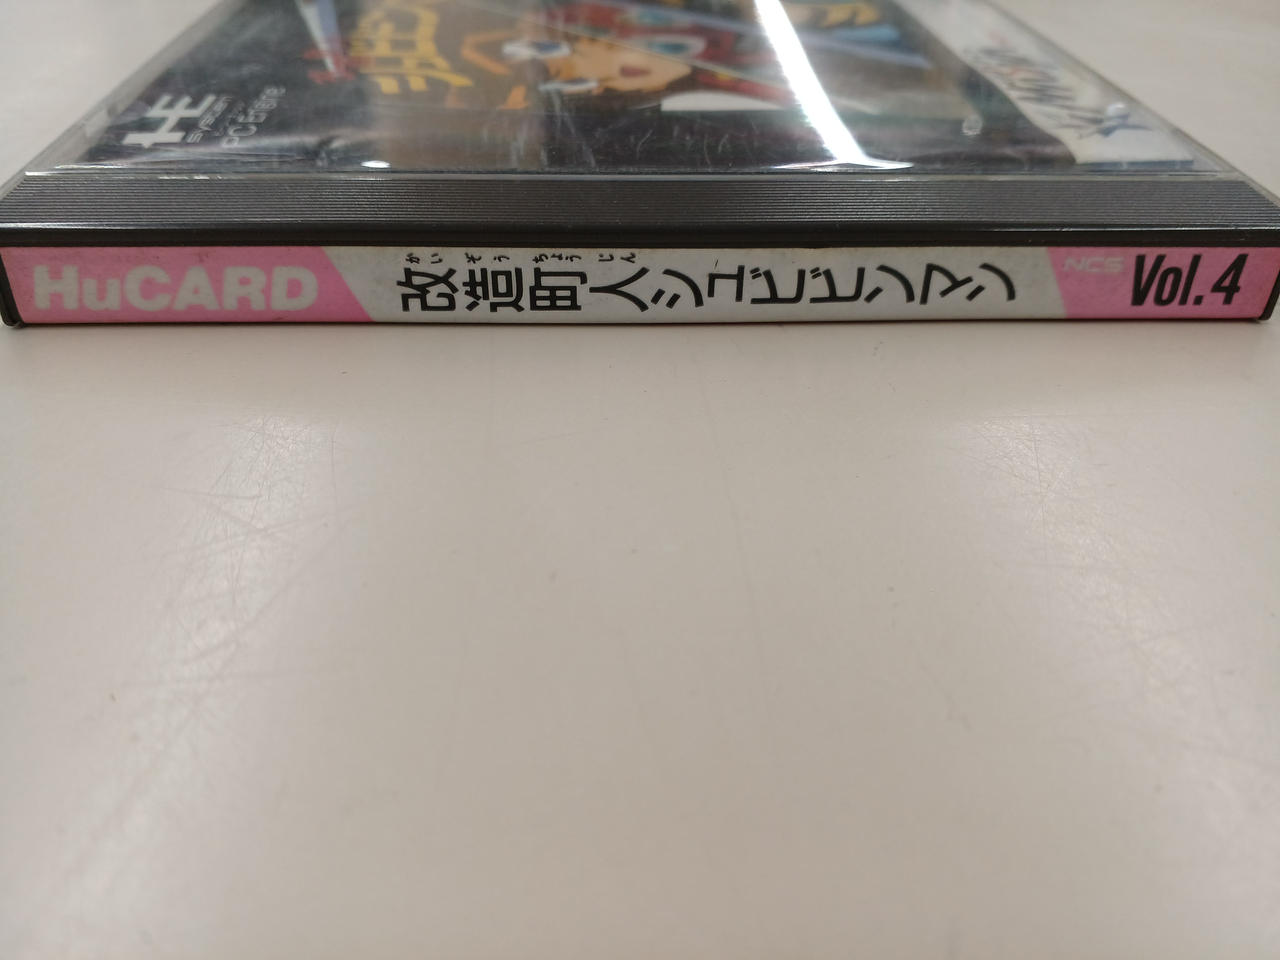 HE
SYSTEM
PC Engine
HuCARD
かいぞうちょうじん
改造町人シュビビンマン
NCS
Vol.4